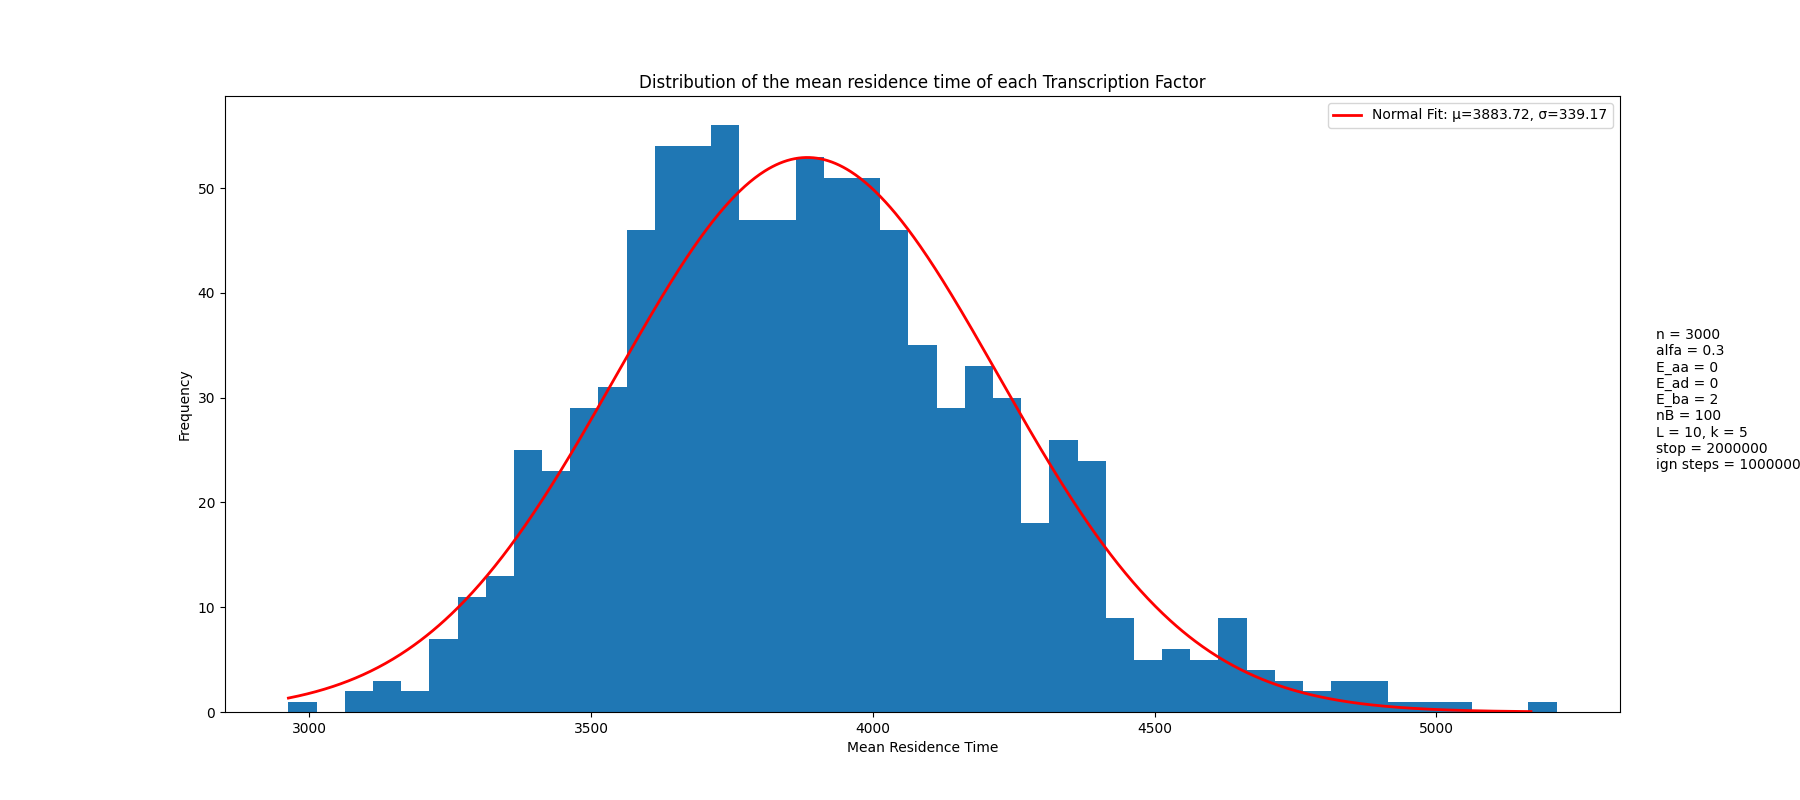 Distribution of the mean residence time of each Transcription Factor
Normal Fit: μ=3883.72, σ=339.17
50
40
30
20
10
0
Frequency
3000 3500 4000 4500 5000
Mean Residence Time
n = 3000
alfa = 0.3
E_aa = 0
E_ad = 0
E_ba = 2
nB = 100
L = 10, k = 5
stop = 2000000
ign steps = 1000000